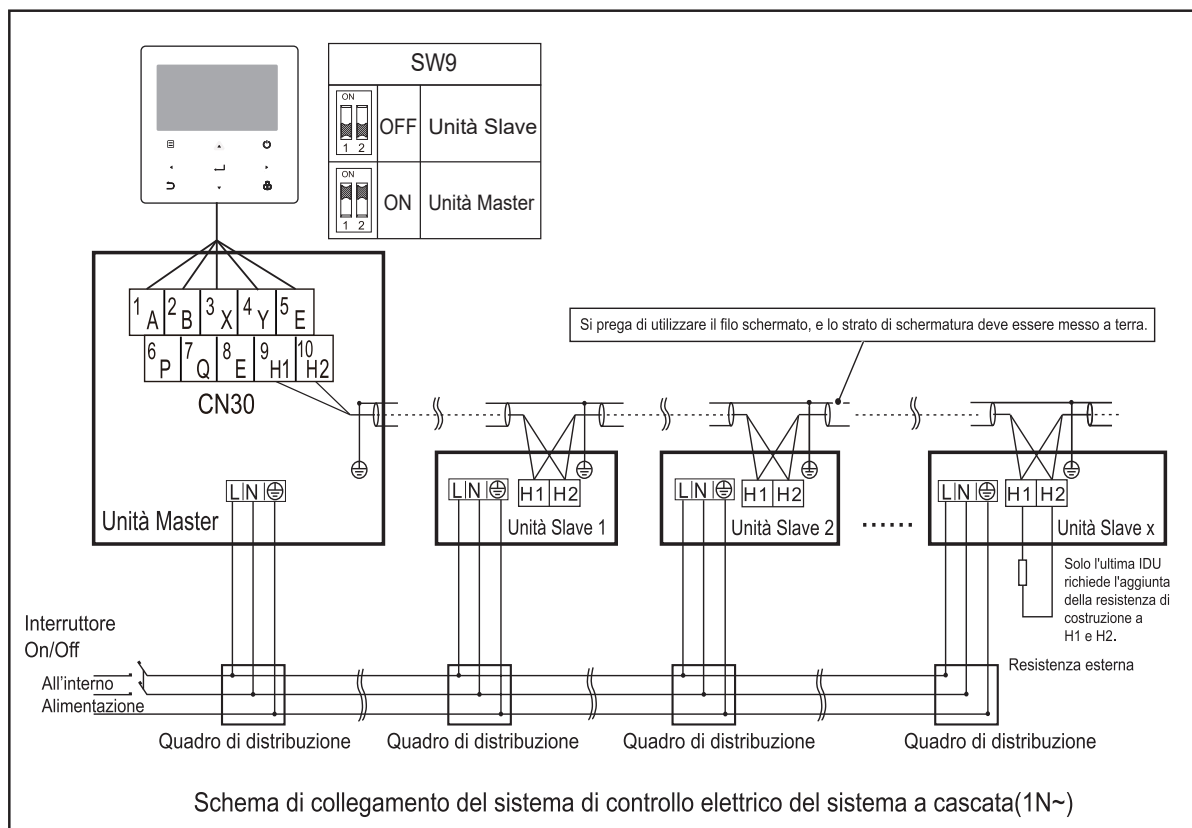 SW9
ON
1 2
OFF
Unità Slave
ON
1 2
ON
Unità Master
1 A 2 B 3 X 4 Y 5 E
6 P 7 Q 8 E 9 H1 10 H2
CN30
Si prega di utilizzare il filo schermato, e lo strato di schermatura deve essere messo a terra.
L N
Unità Master
L N
H1 H2
Unità Slave 1
L N
H1 H2
Unità Slave 2
......
L N
H1 H2
Unità Slave x
Solo l'ultima IDU
richiede l'aggiunta
della resistenza di
costruzione a
H1 e H2.
Resistenza esterna
Interruttore
On/Off
All'interno
Alimentazione
Quadro di distribuzione
Quadro di distribuzione
Quadro di distribuzione
Quadro di distribuzione
Schema di collegamento del sistema di controllo elettrico del sistema a cascata(1N~)